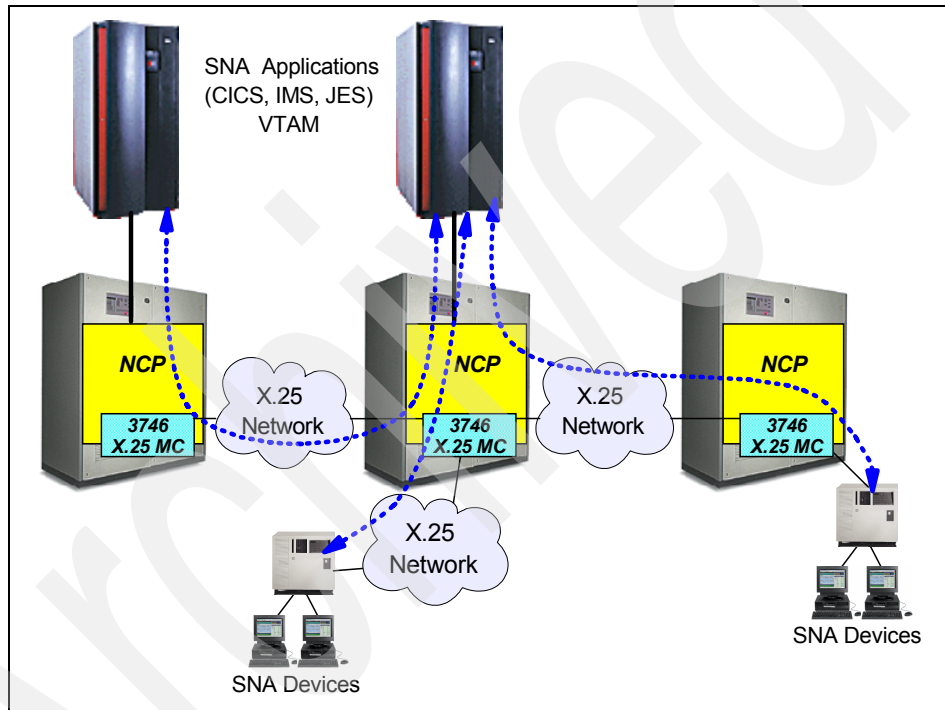 SNA Applications
(CICS, IMS, JES)
VTAM
NCP
3746
X.25 MC
X.25
Network
NCP
3746
X.25 MC
X.25
Network
NCP
3746
X.25 MC
X.25
Network
SNA Devices
SNA Devices
Archived